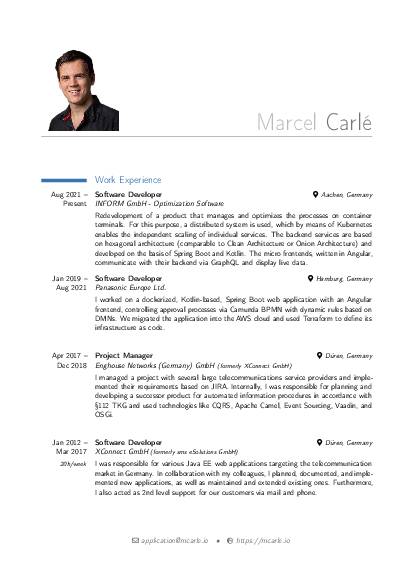 Marcel Carlé
Work Experience
Aug 2021 – Present
Software Developer
Aachen, Germany
INFORM GmbH - Optimization Software
Redevelopment of a product that manages and optimizes the processes on container
terminals. For this purpose, a distributed system is used, which by means of Kubernetes
enables the independent scaling of individual services. The backend services are based
on hexagonal architecture (comparable to Clean Architecture or Onion Architecture) and
developed on the basis of Spring Boot and Kotlin. The micro frontends, written in Angular,
communicate with their backend via GraphQL and display live data.
Jan 2019 – Aug 2021
Software Developer
Hamburg, Germany
Panasonic Europe Ltd.
I worked on a dockerized, Kotlin-based, Spring Boot web application with an Angular
frontend, controlling approval processes via Camunda BPMN with dynamic rules based on
DMNs. We migrated the application into the AWS cloud and used Terraform to define its
infrastructure as code.
Apr 2017 – Dec 2018
Project Manager
Düren, Germany
Enghouse Networks (Germany) GmbH (formerly XConnect GmbH)
I managed a project with several large telecommunications service providers and imple-
mented their requirements based on JIRA. Internally, I was responsible for planning and
developing a successor product for automated information procedures in accordance with
§112 TKG and used technologies like CQRS, Apache Camel, Event Sourcing, Vaadin, and
OSGi.
Jan 2012 – Mar 2017
20h/week
Software Developer
Düren, Germany
XConnect GmbH (formerly sms eSolutions GmbH)
I was responsible for various Java EE web applications targeting the telecommunication
market in Germany. In collaboration with my colleagues, I planned, documented, and imple-
mented new applications, as well as maintained and extended existing ones. Furthermore,
I also acted as 2nd level support for our customers via mail and phone.
application@mcarle.io • https://mcarle.io